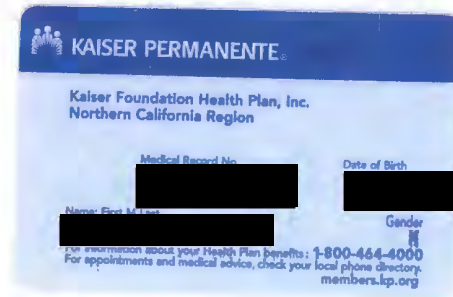 KAISER PERMANENTE®
Kaiser Foundation Health Plan, Inc.
Northern California Region
Medical Record No.
Date of Birth
Name: First M Last
Gender
For information about your Health Plan benefits: 1-800-464-4000
For appointments and medical advice, check your local phone directory.
members.kp.org